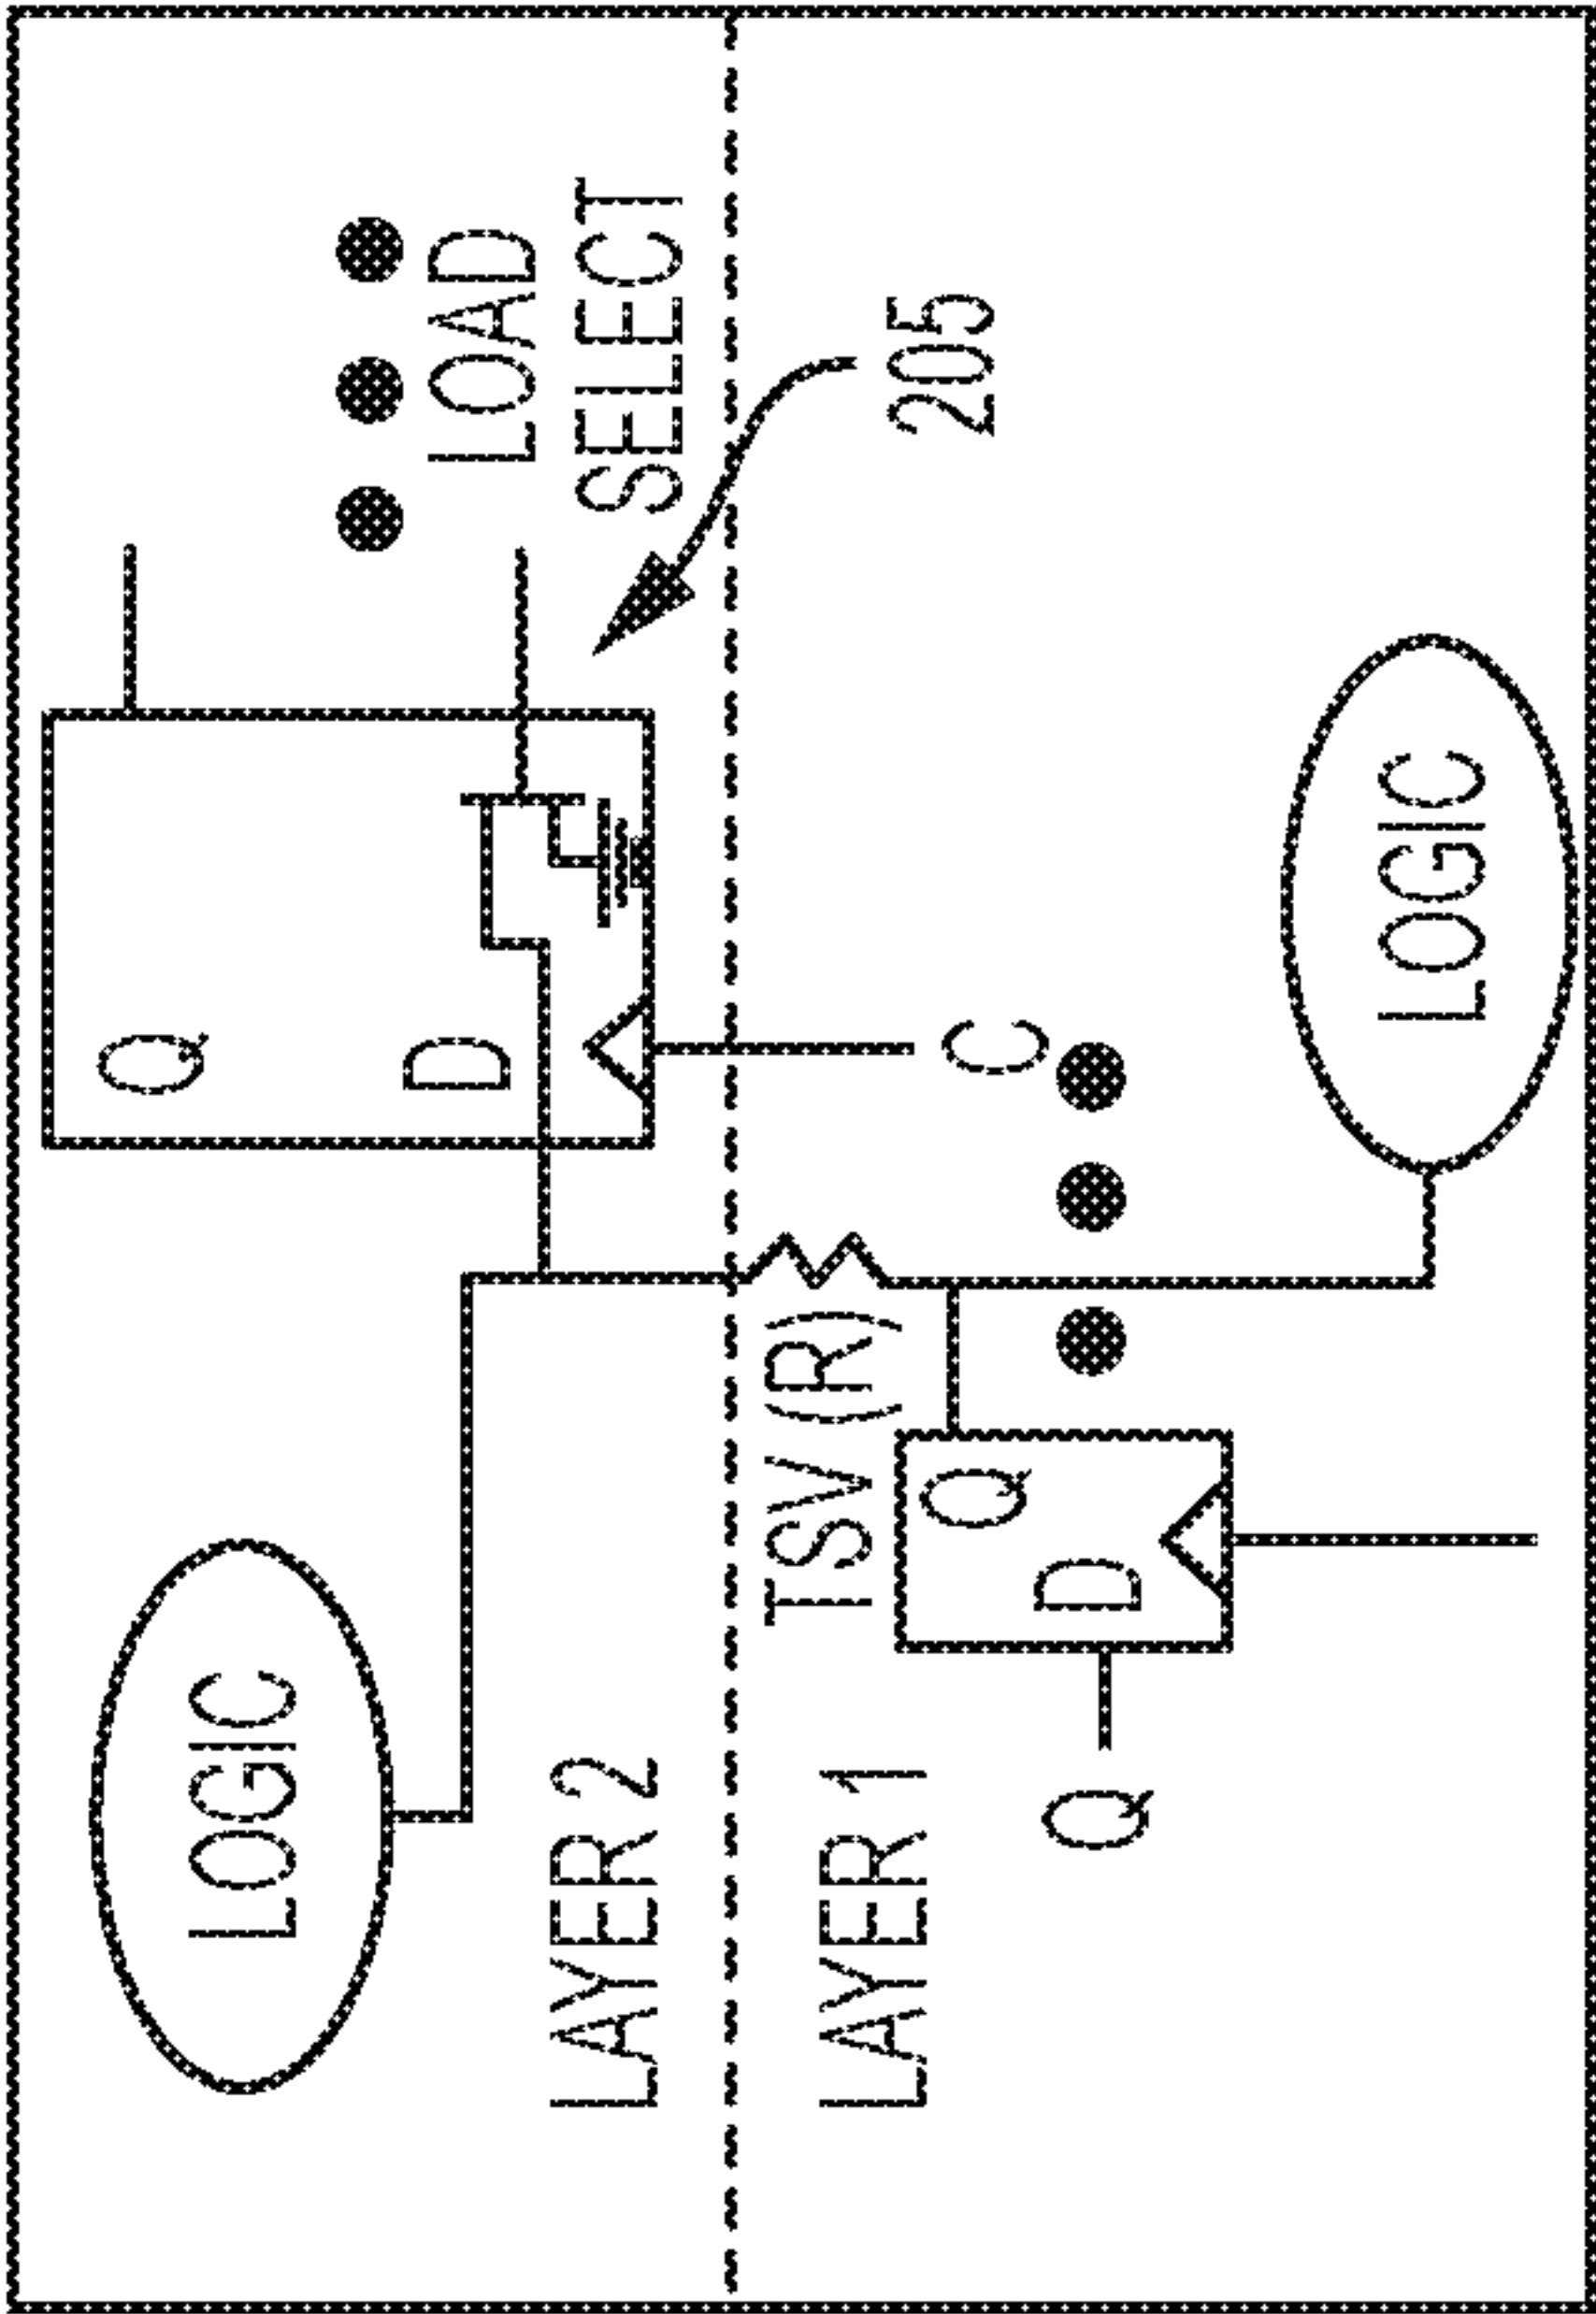 Q
D
LOAD
SELECT
LOGIC
LAYER 2
205
LAYER 1
TSV (R)
Q
D
Q
C
LOGIC